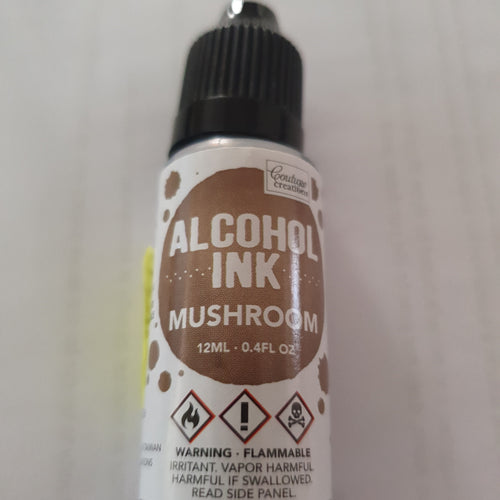 Couture
creations
ALCOHOL
INK
MUSHROOM
12ML · 0.4FL OZ
WARNING · FLAMMABLE
IRRITANT. VAPOR HARMFUL
HARMFUL IF SWALLOWED.
READ SIDE PANEL.